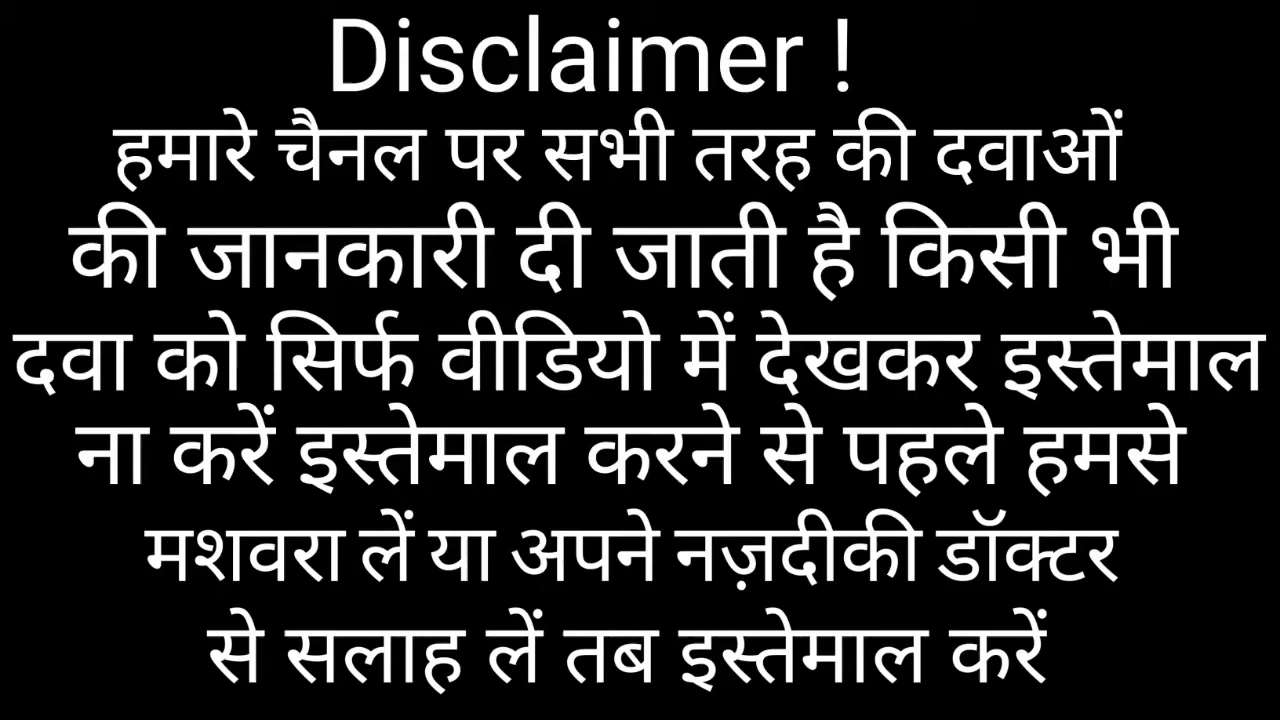 Disclaimer !
हमारे चैनल पर सभी तरह की दवाओं
की जानकारी दी जाती है किसी भी
दवा को सिर्फ वीडियो में देखकर इस्तेमाल
ना करें इस्तेमाल करने से पहले हमसे
मशवरा लें या अपने नज़दीकी डॉक्टर
से सलाह लें तब इस्तेमाल करें